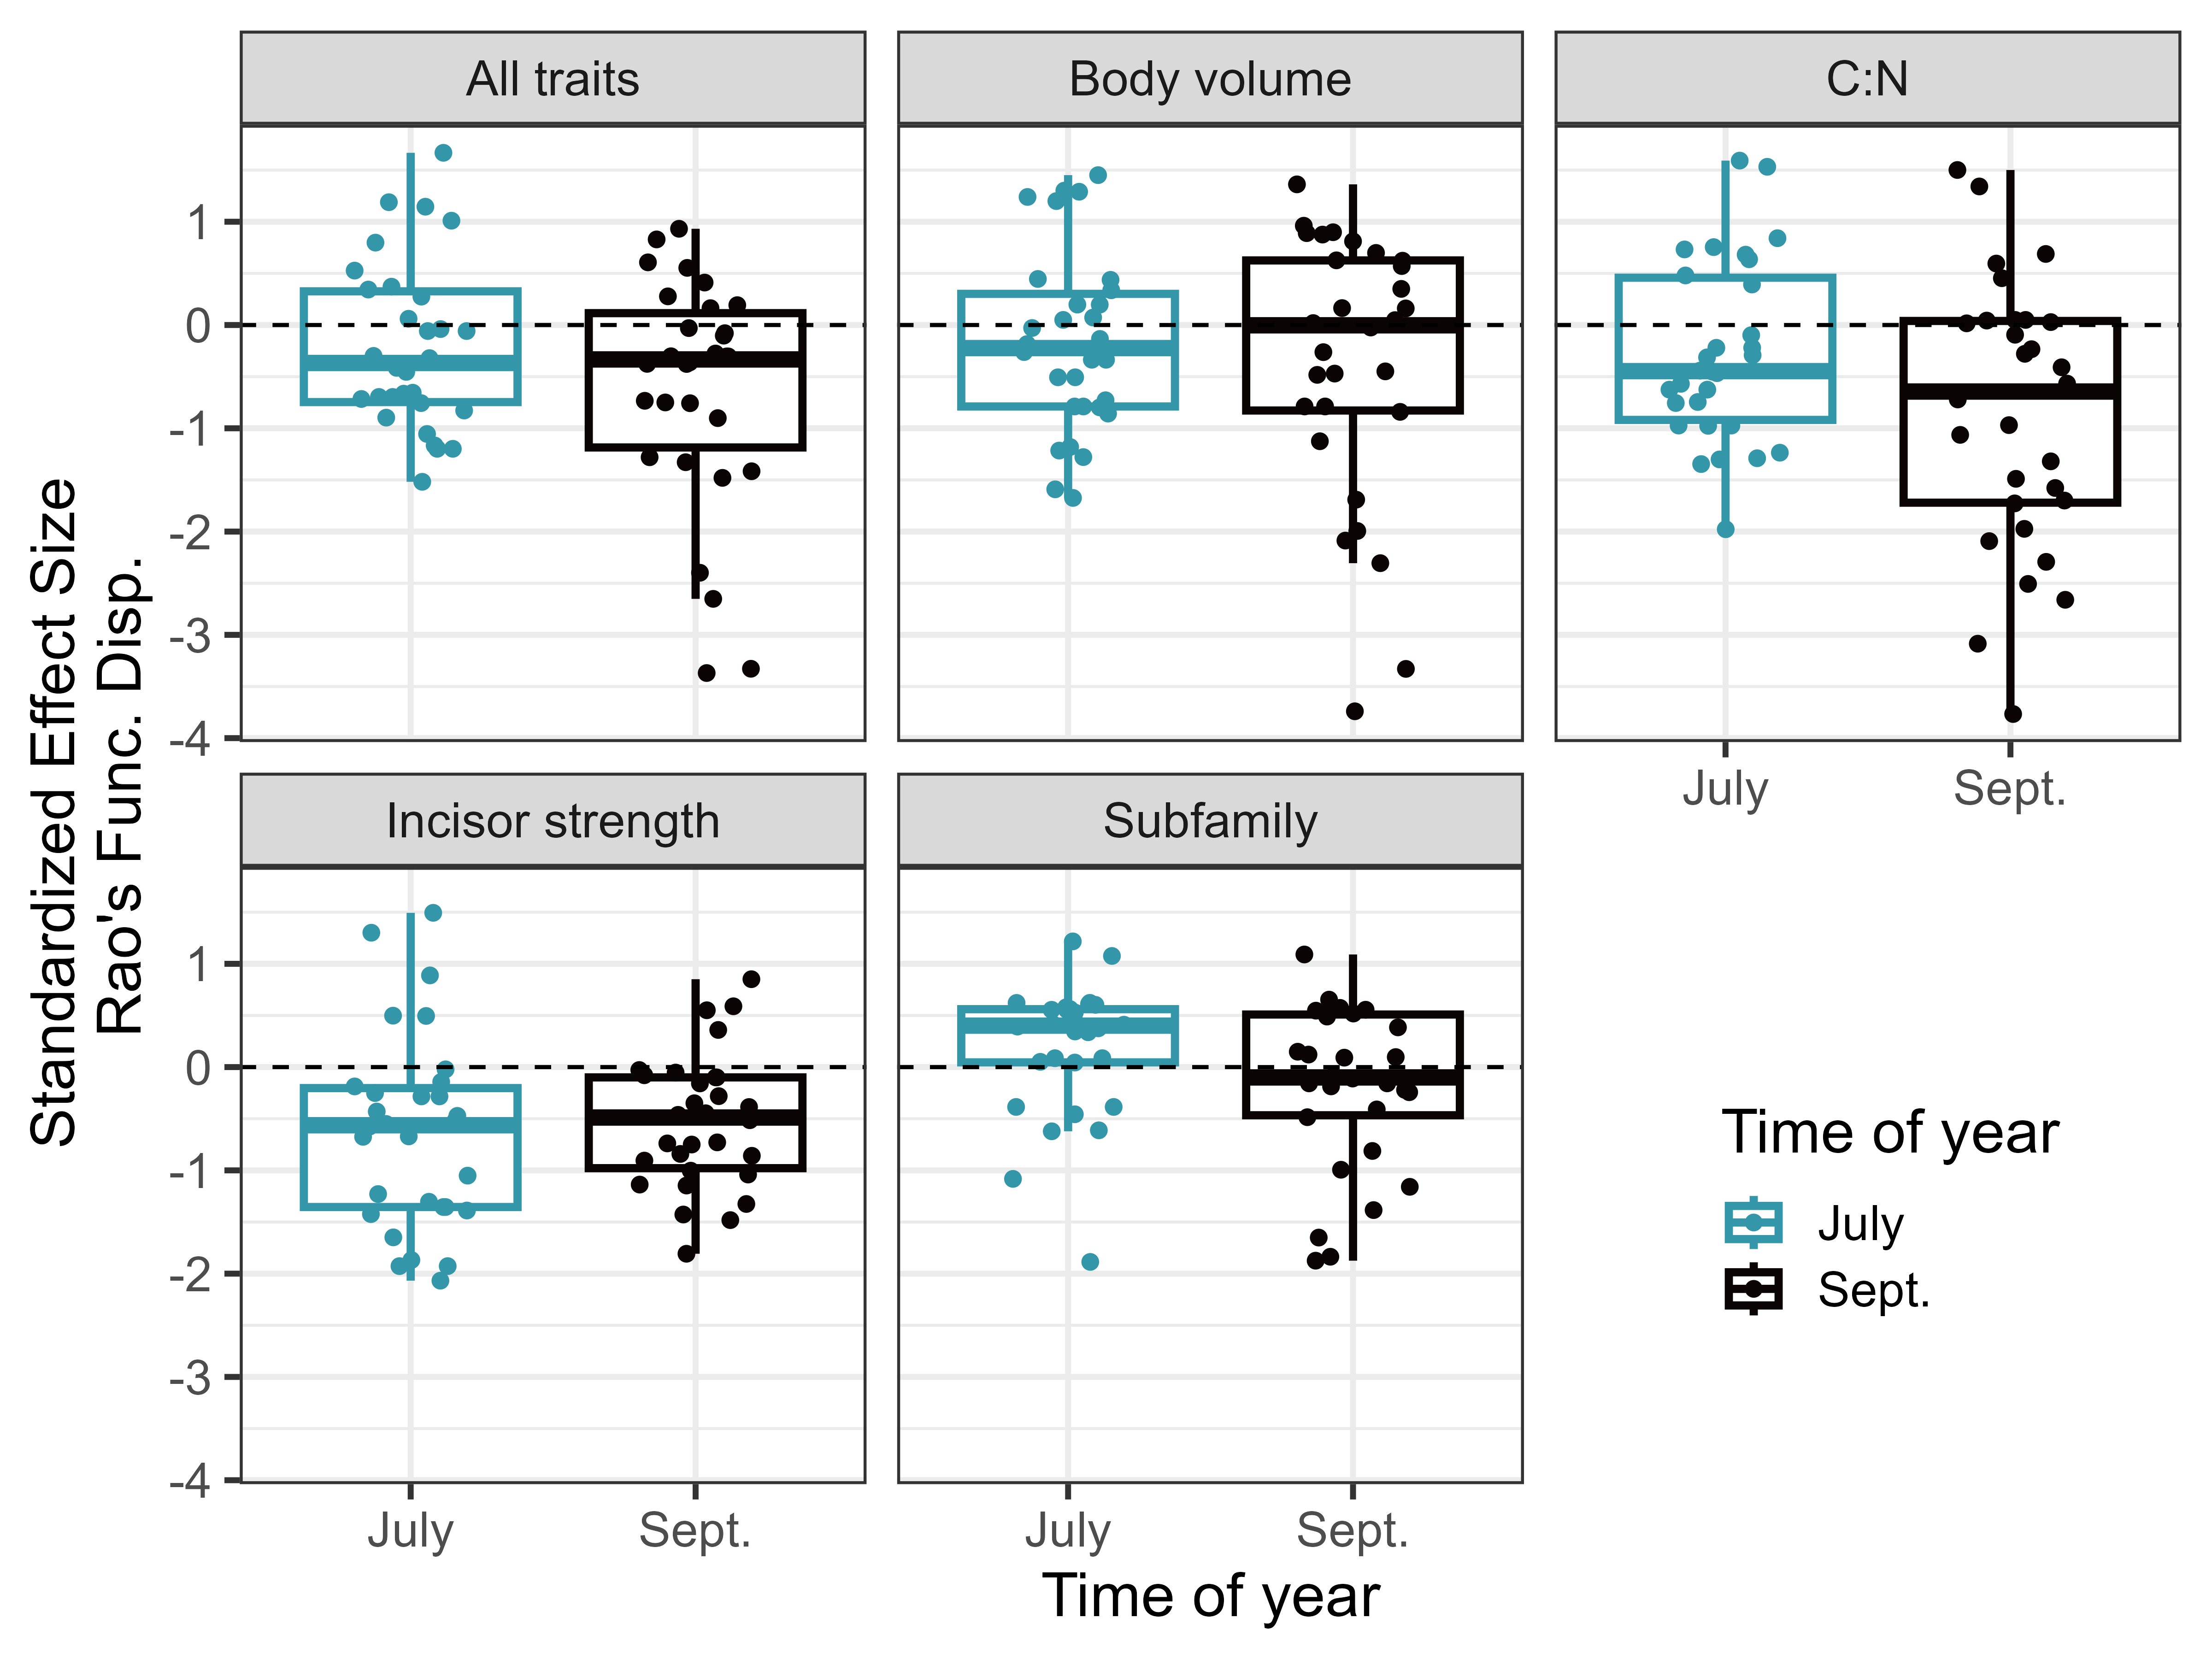 All traits
Body volume
C:N
1
0
-1
-2
-3
-4
July
Sept.
Incisor strength
Subfamily
1
0
-1
-2
-3
-4
July
Sept.
July
Sept.
Time of year
Standardized Effect Size
Rao's Func. Disp.
Time of year
July
Sept.